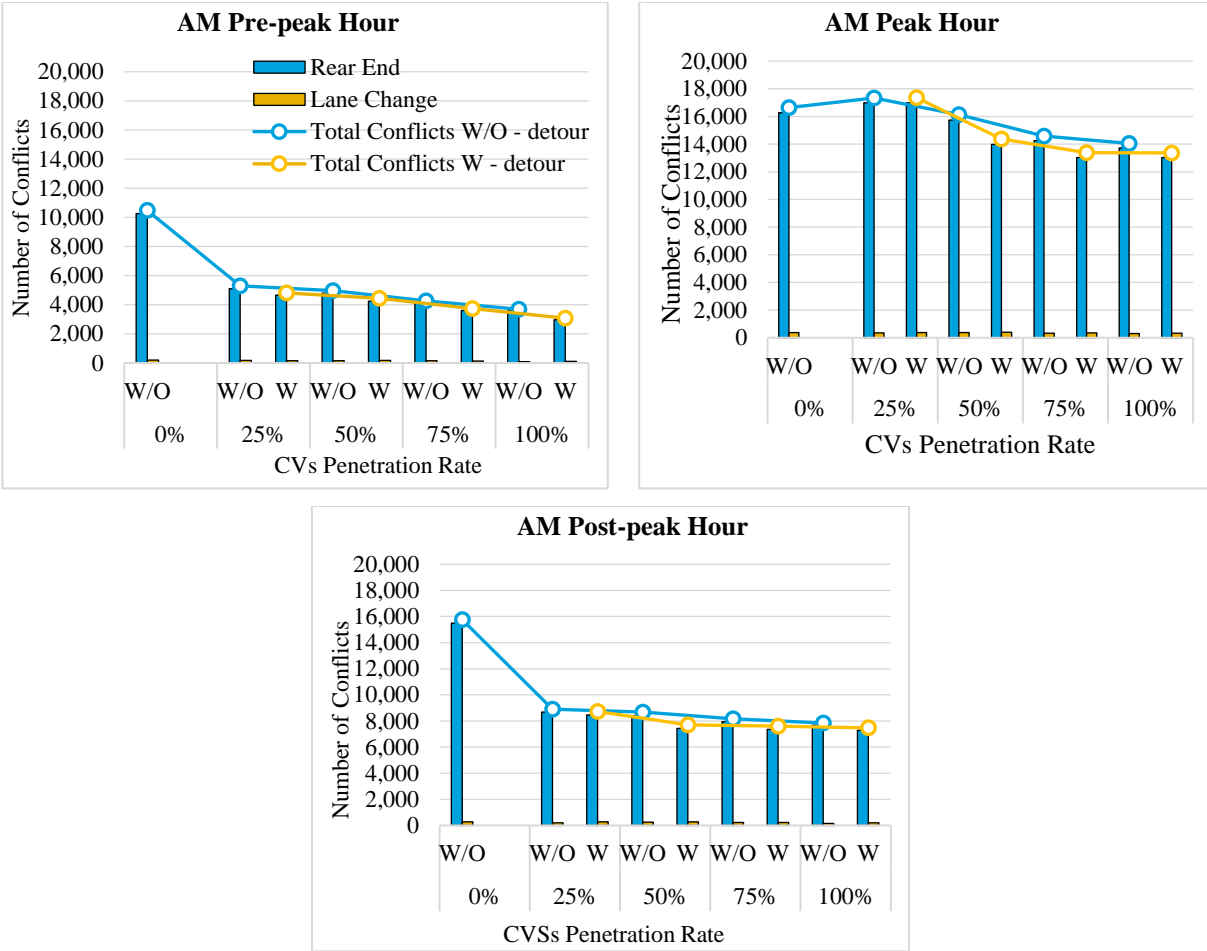 AM Pre-peak Hour
Rear End
Lane Change
Total Conflicts W/O - detour
Total Conflicts W - detour
Number of Conflicts
20,000
18,000
16,000
14,000
12,000
10,000
8,000
6,000
4,000
2,000
0
W/O W/O W W/O W W/O W W/O W
0% 25% 50% 75% 100%
CVs Penetration Rate
AM Peak Hour
Number of Conflicts
20,000
18,000
16,000
14,000
12,000
10,000
8,000
6,000
4,000
2,000
0
W/O W/O W W/O W W/O W W/O W
0% 25% 50% 75% 100%
CVs Penetration Rate
AM Post-peak Hour
Number of Conflicts
20,000
18,000
16,000
14,000
12,000
10,000
8,000
6,000
4,000
2,000
0
W/O W/O W W/O W W/O W W/O W
0% 25% 50% 75% 100%
CVSs Penetration Rate